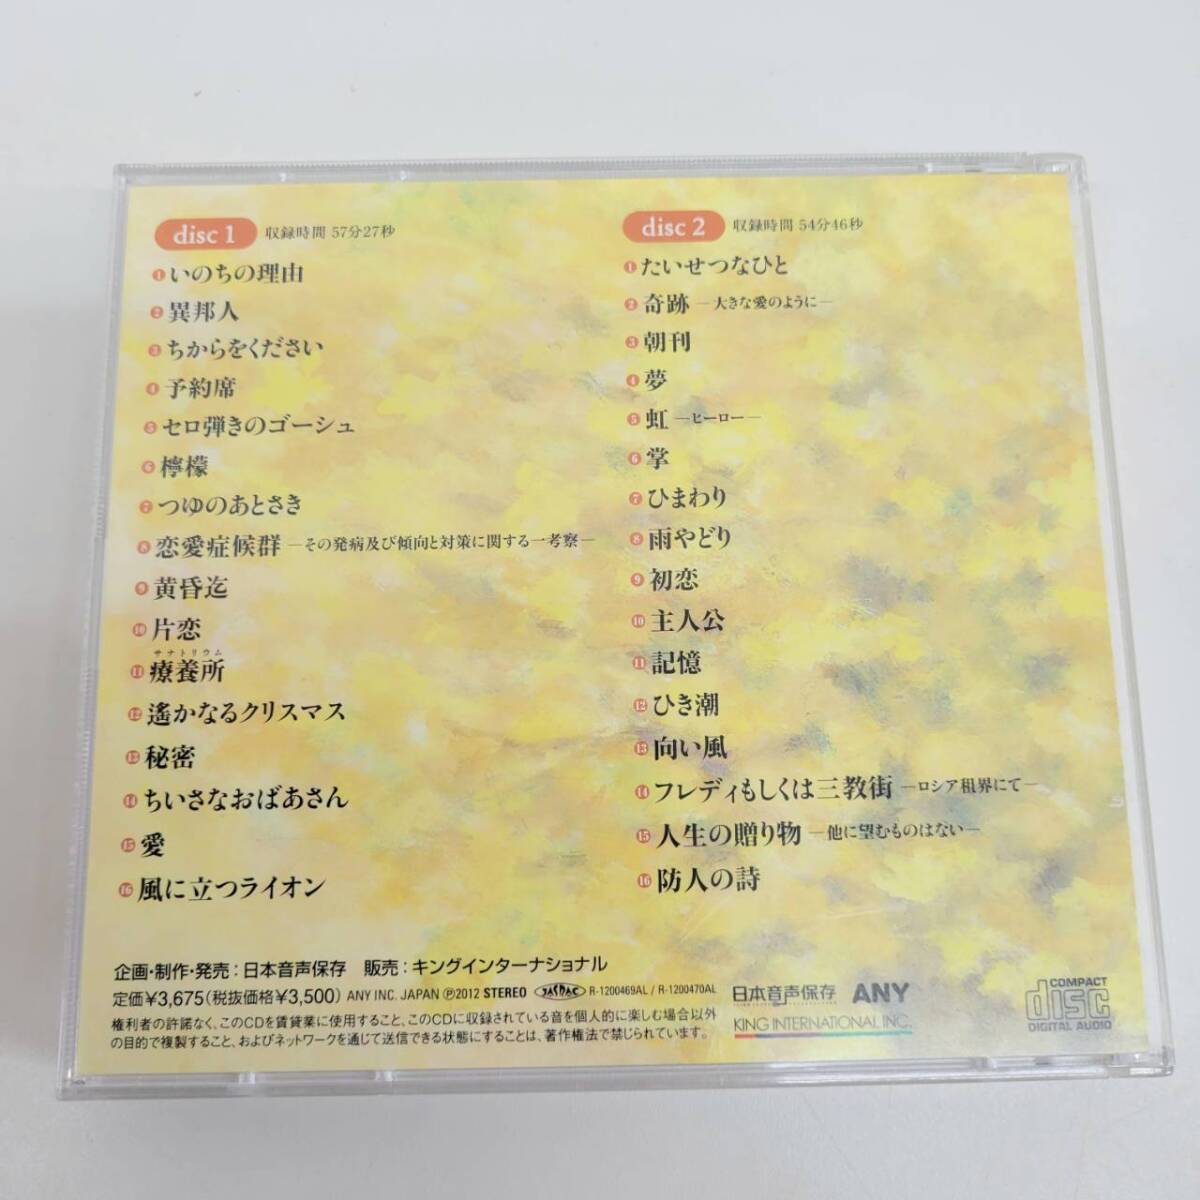 disc 1 収録時間 57分27秒
1 いのちの理由
2 異邦人
3 ちからをください
4 予約席
5 セロ弾きのゴーシュ
6 檸檬
7 つゆのあとさき
8 恋愛症候群 ―その発病及び傾向と対策に関する一考察―
9 黄昏迄
10 片恋
サナトリウム
11 療養所
12 遙かなるクリスマス
13 秘密
14 ちいさなおばあさん
15 愛
16 風に立つライオン
disc 2 収録時間 54分46秒
1 たいせつなひと
2 奇跡 ―大きな愛のように―
3 朝刊
4 夢
5 虹 ―ヒーロー―
6 掌
7 ひまわり
8 雨やどり
9 初恋
10 主人公
11 記憶
12 ひき潮
13 向い風
14 フレディもしくは三教街 ―ロシア租界にて―
15 人生の贈り物 ―他に望むものはない―
16 防人の詩
企画・制作・発売：日本音声保存 販売：キングインターナショナル
定価¥3,675(税抜価格¥3,500) ANY INC. JAPAN Ⓟ2012 STEREO JASRAC R-1200469AL / R-1200470AL
権利者の許諾なく、このCDを賃貸業に使用すること、このCDに収録されている音を個人的に楽しむ場合以外
の目的で複製すること、およびネットワークを通じて送信できる状態にすることは、著作権法で禁じられています。
日本音声保存 ANY
KING INTERNATIONAL INC.
COMPACT
disc
DIGITAL AUDIO